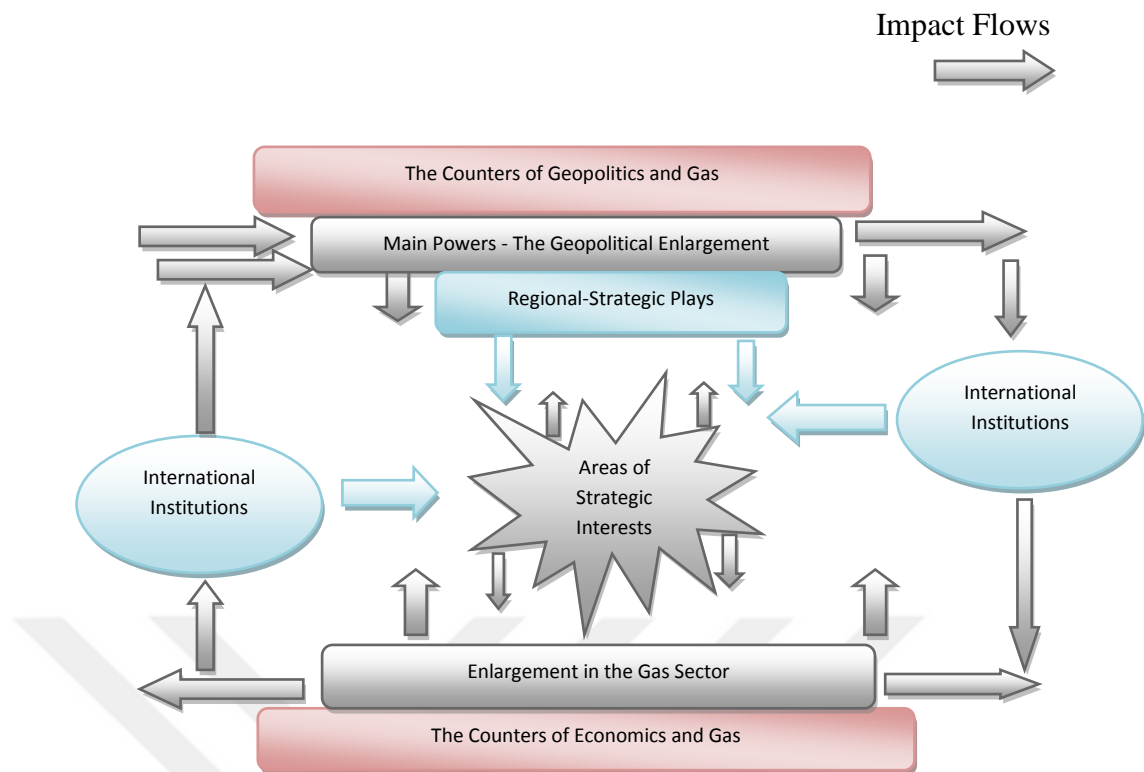 Impact Flows
The Counters of Geopolitics and Gas
Main Powers - The Geopolitical Enlargement
Regional-Strategic Plays
International
Institutions
International
Institutions
Areas of
Strategic
Interests
Enlargement in the Gas Sector
The Counters of Economics and Gas